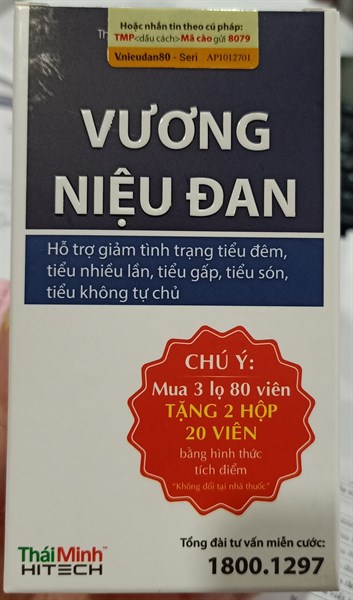 Hoặc nhắn tin theo cú pháp:
TMP<dấu cách>Mã cào gửi 8079
V.nieudan80 - Seri AP1012701
VƯƠNG
NIỆU ĐAN
Hỗ trợ giảm tình trạng tiểu đêm,
tiểu nhiều lần, tiểu gấp, tiểu són,
tiểu không tự chủ
CHÚ Ý:
Mua 3 lọ 80 viên
TẶNG 2 HỘP
20 VIÊN
bằng hình thức
tích điểm
"Không đổi tại nhà thuốc"
TháiMinh™
HITECH
Tổng đài tư vấn miễn cước:
1800.1297